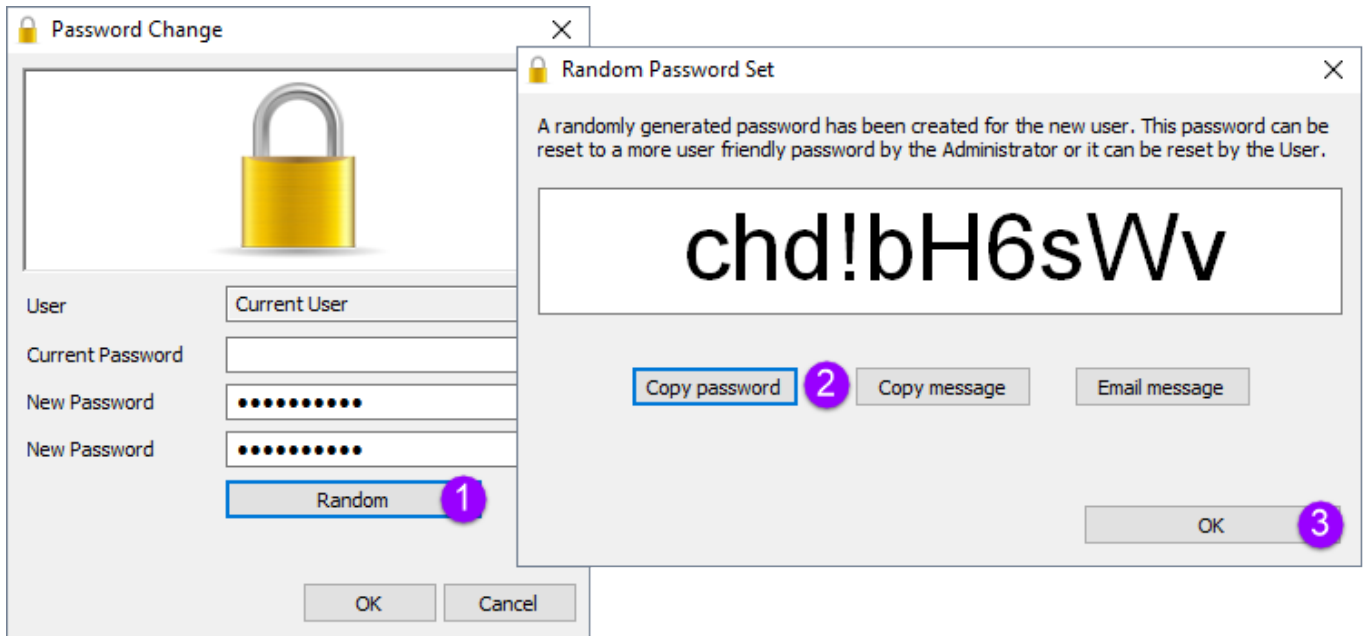 Password Change
User
Current User
Current Password
New Password
●●●●●●●●●●
New Password
●●●●●●●●●●
Random
1
OK
Cancel
Random Password Set
A randomly generated password has been created for the new user. This password can be
reset to a more user friendly password by the Administrator or it can be reset by the User.
chd!bH6sWv
Copy password
2
Copy message
Email message
OK
3